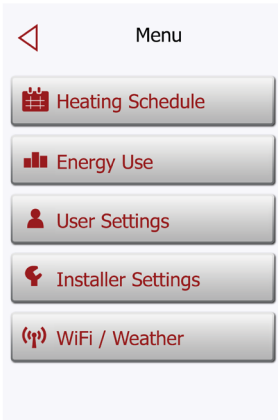 Menu
Heating Schedule
Energy Use
User Settings
Installer Settings
WiFi / Weather